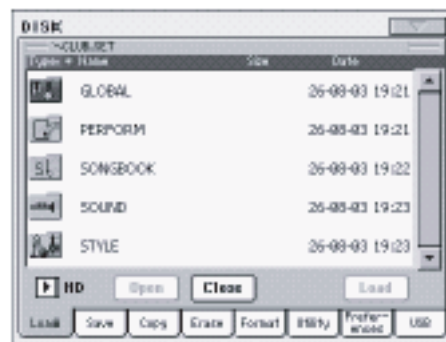 DISK
CLUB.SET
Type Name Size Date
GLOBAL 26-08-03 19:21
PERFORM 26-08-03 19:21
SONGBOOK 26-08-03 19:22
SOUND 26-08-03 19:23
STYLE 26-08-03 19:23
HD Open Close Load
Load Save Copy Erase Format Utility Prefer-ences USB